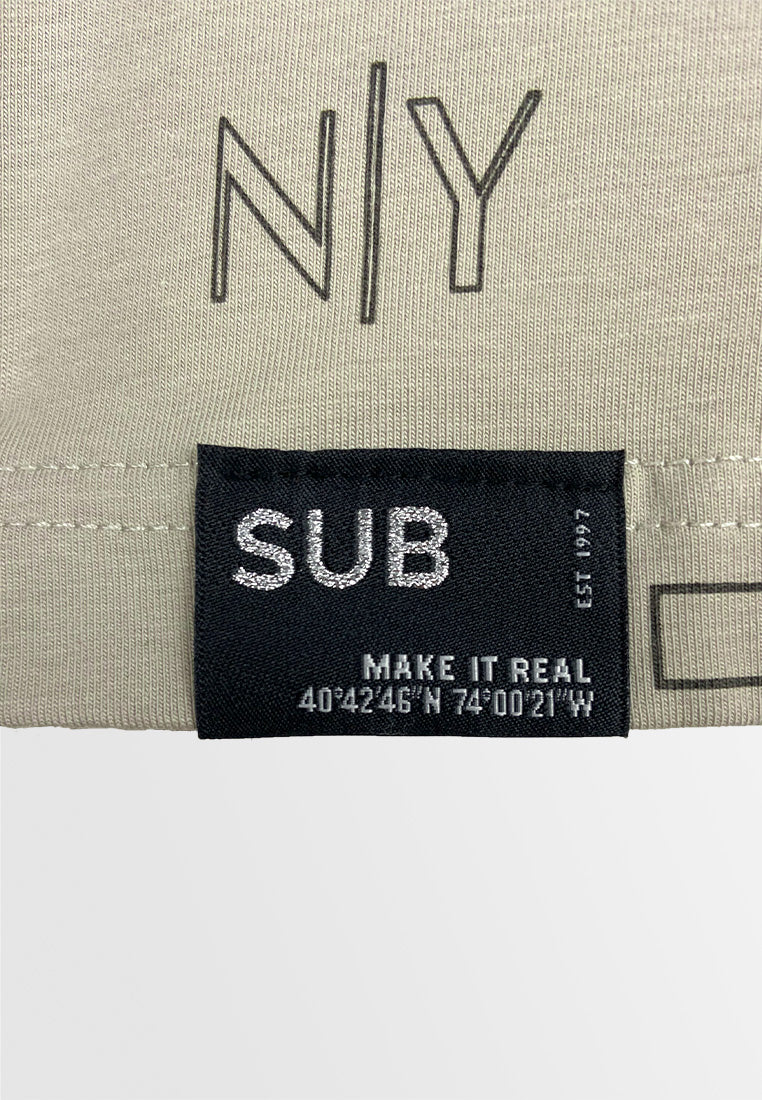 N|Y
SUB
EST 1997
MAKE IT REAL
40°42'46"N 74°00'21"W